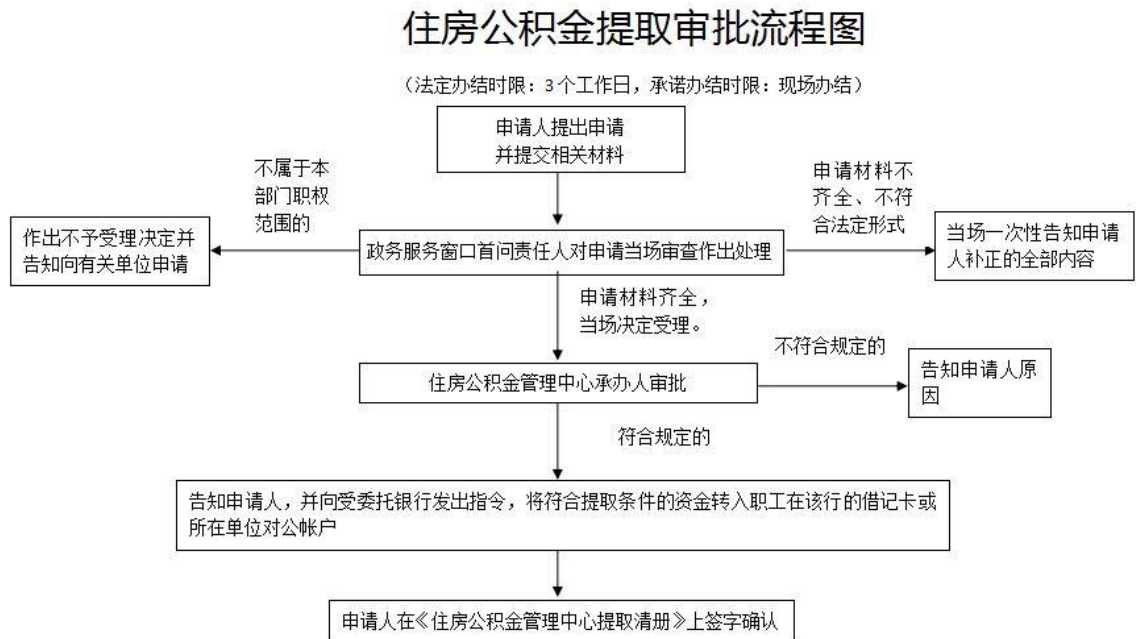 住房公积金提取审批流程图
（法定办结时限：3个工作日，承诺办结时限：现场办结）
申请人提出申请
并提交相关材料
不属于本
部门职权
范围的
申请材料不
齐全、不符
合法定形式
作出不予受理决定并
告知向有关单位申请
政务服务窗口首问责任人对申请当场审查作出处理
当场一次性告知申请
人补正的全部内容
申请材料齐全，
当场决定受理。
不符合规定的
住房公积金管理中心承办人审批
告知申请人原
因
符合规定的
告知申请人，并向受委托银行发出指令，将符合提取条件的资金转入职工在该行的借记卡或
所在单位对公帐户
申请人在《住房公积金管理中心提取清册》上签字确认